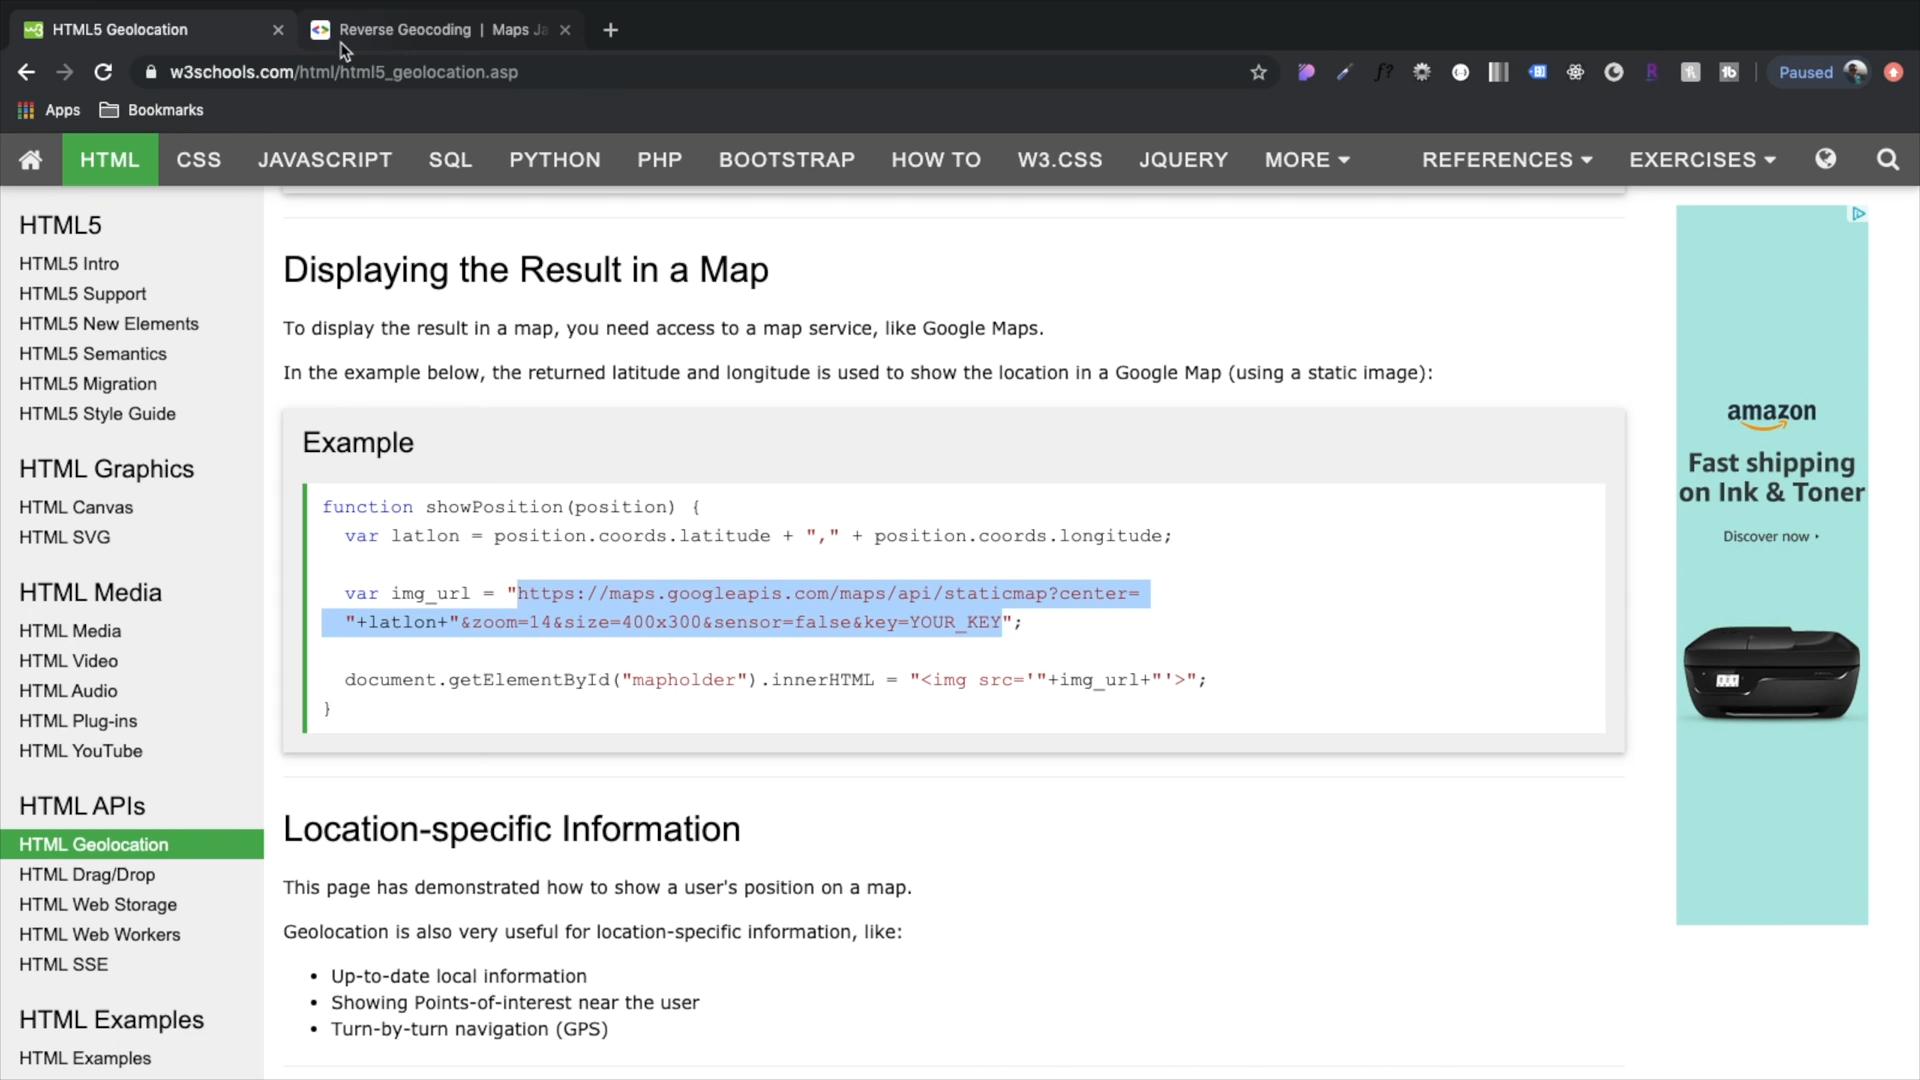 HTML5 Geolocation
Reverse Geocoding | Maps Ja
w3schools.com/html/html5_geolocation.asp
Paused
Apps
Bookmarks
HTML
CSS
JAVASCRIPT
SQL
PYTHON
PHP
BOOTSTRAP
HOW TO
W3.CSS
JQUERY
MORE
REFERENCES
EXERCISES
HTML5
HTML5 Intro
HTML5 Support
HTML5 New Elements
HTML5 Semantics
HTML5 Migration
HTML5 Style Guide
HTML Graphics
HTML Canvas
HTML SVG
HTML Media
HTML Media
HTML Video
HTML Audio
HTML Plug-ins
HTML YouTube
HTML APIs
HTML Geolocation
HTML Drag/Drop
HTML Web Storage
HTML Web Workers
HTML SSE
HTML Examples
HTML Examples
Displaying the Result in a Map
To display the result in a map, you need access to a map service, like Google Maps.
In the example below, the returned latitude and longitude is used to show the location in a Google Map (using a static image):
Example
function showPosition(position) {
var latlon = position.coords.latitude + "," + position.coords.longitude;
var img_url = "https://maps.googleapis.com/maps/api/staticmap?center=
"+latlon+"&zoom=14&size=400x300&sensor=false&key=YOUR_KEY";
document.getElementById("mapholder").innerHTML = "<img src='"+img_url+"'>";
}
Location-specific Information
This page has demonstrated how to show a user's position on a map.
Geolocation is also very useful for location-specific information, like:
• Up-to-date local information
• Showing Points-of-interest near the user
• Turn-by-turn navigation (GPS)
amazon
Fast shipping
on Ink & Toner
Discover now